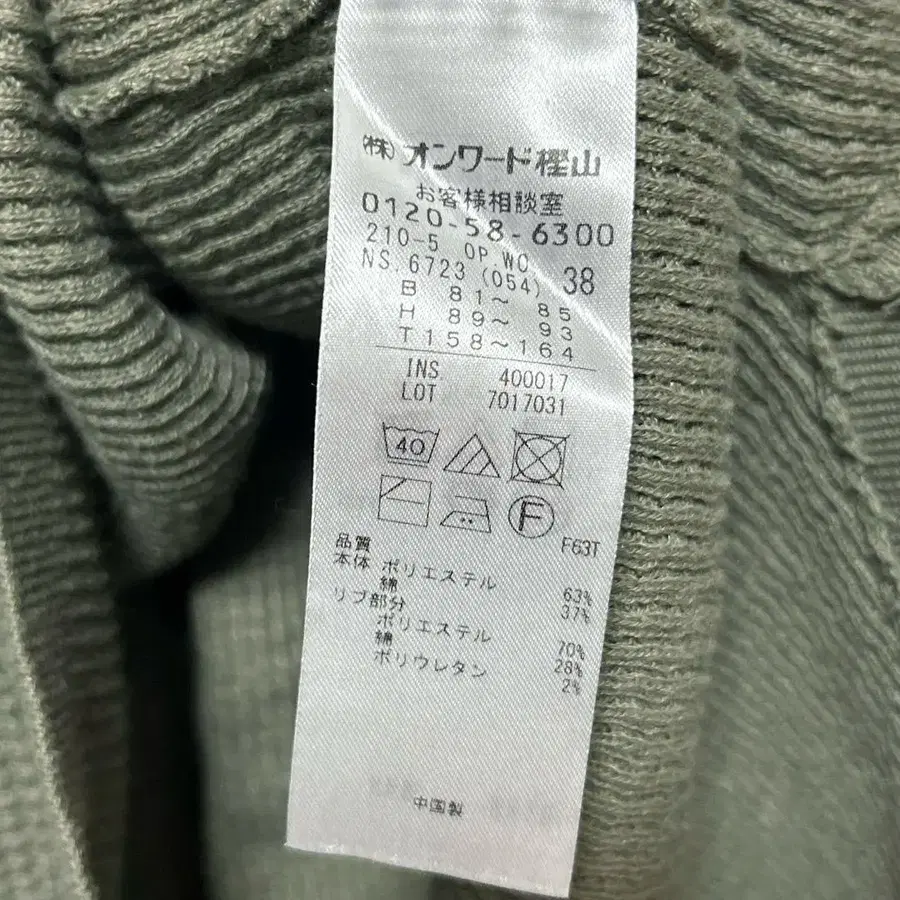 (株)オンワード樫山
お客様相談室
0120-58-6300
210-5 OP.WO.
NS.6723 (054) 38
B 81〜 85
H 89〜 93
T158〜164
INS 400017
LOT 7017031
40
F
F63T
品質
本体 ポリエステル 63%
綿 37%
リブ部分
ポリエステル 70%
綿 28%
ポリウレタン 2%
中国製